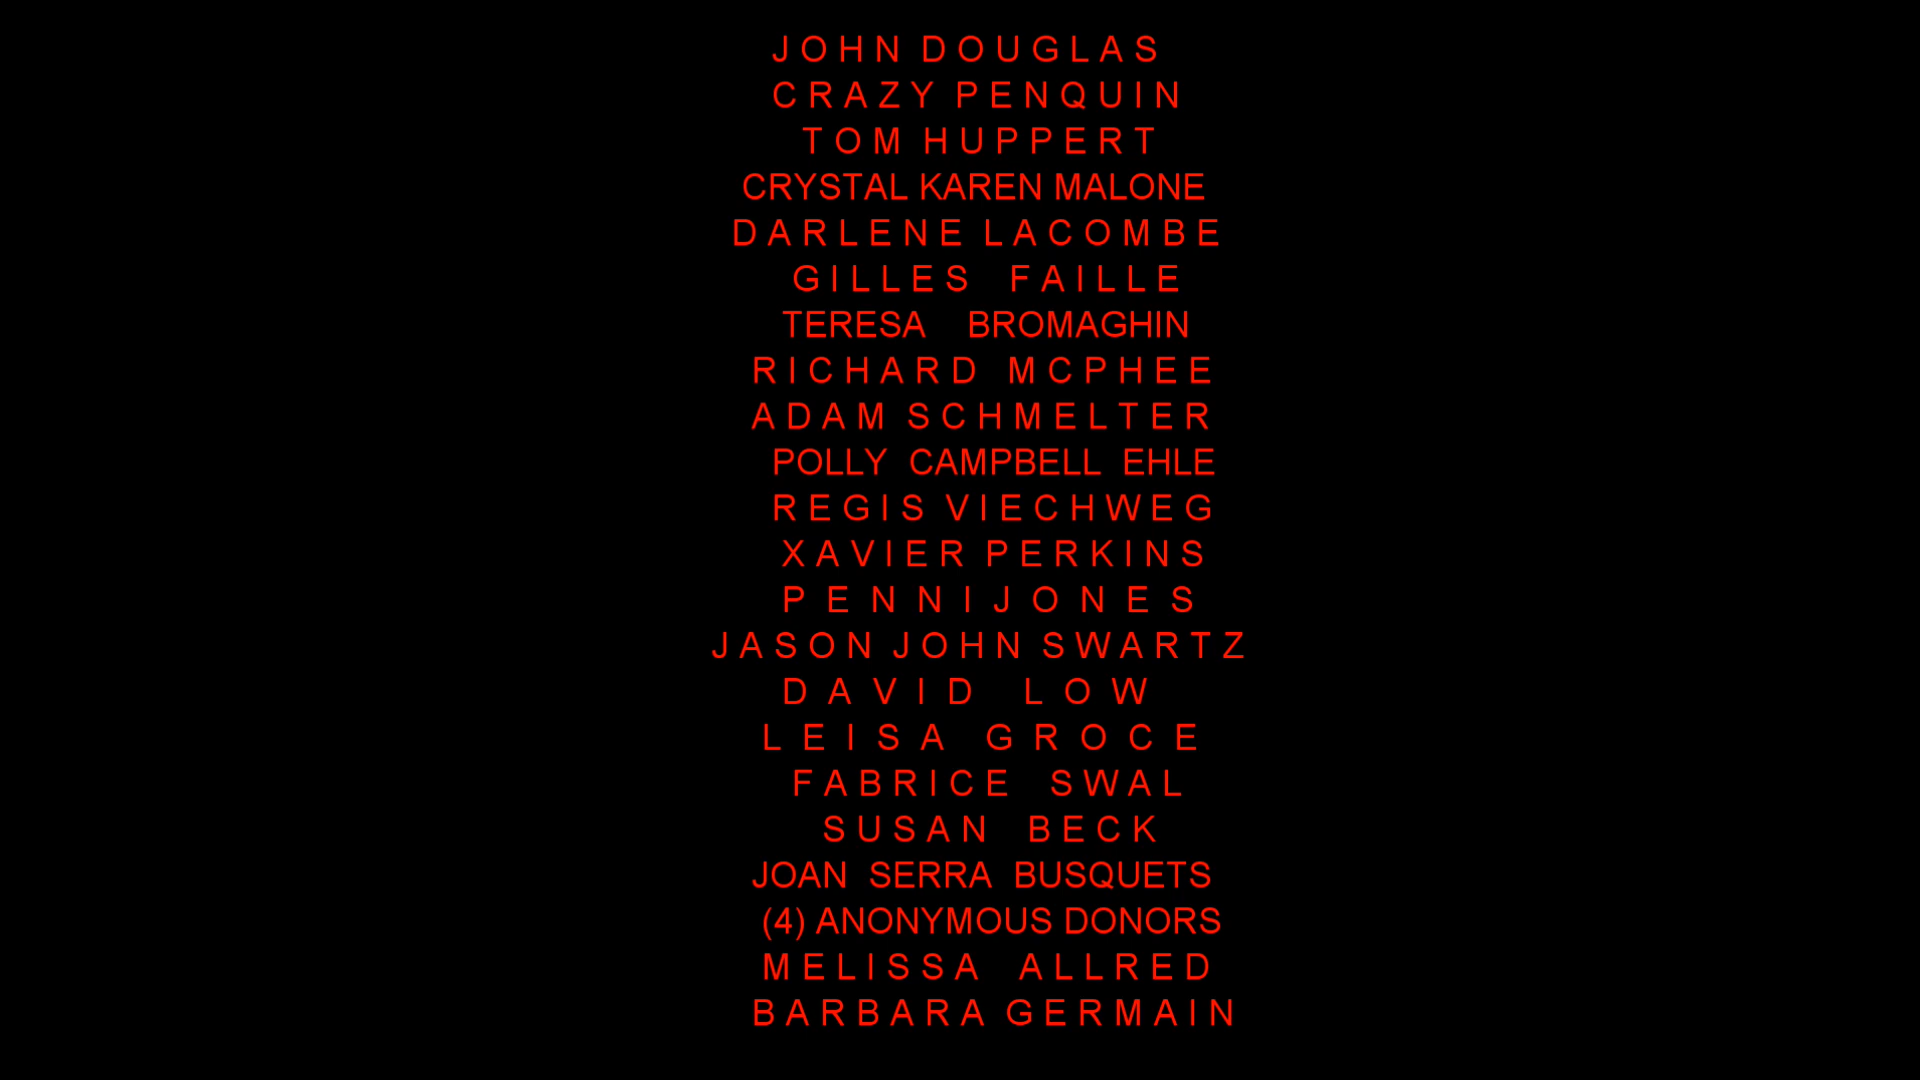 JOHN DOUGLAS
CRAZY PENQUIN
TOM HUPPERT
CRYSTAL KAREN MALONE
DARLENE LACOMBE
GILLES FAILLE
TERESA BROMAGHIN
RICHARD MCPHEE
ADAM SCHMELTER
POLLY CAMPBELL EHLE
REGIS VIECHWEG
XAVIER PERKINS
PENNIJONES
JASON JOHN SWARTZ
DAVID LOW
LEISA GROCE
FABRICE SWAL
SUSAN BECK
JOAN SERRA BUSQUETS
(4) ANONYMOUS DONORS
MELISSA ALLRED
BARBARA GERMAIN